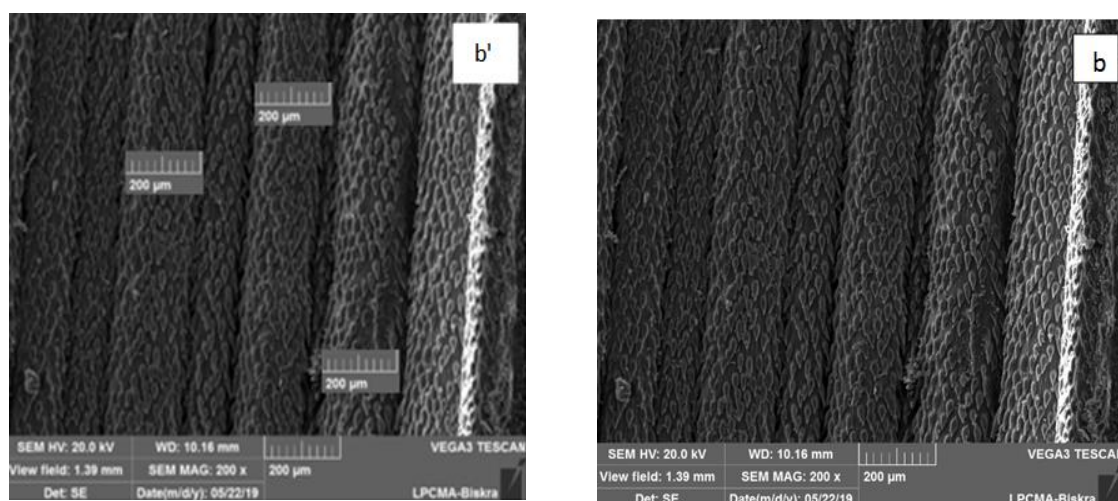 b'
200 µm
200 µm
200 µm
SEM HV: 20.0 kV WD: 10.16 mm VEGA3 TESCAN
View field: 1.39 mm SEM MAG: 200 x 200 µm
Det: SE Date(m/d/y): 05/22/19 LPCMA-Biskra
b
SEM HV: 20.0 kV WD: 10.16 mm VEGA3 TESCAN
View field: 1.39 mm SEM MAG: 200 x 200 µm
Det: SE Date(m/d/y): 05/22/19 LPCMA-Biskra